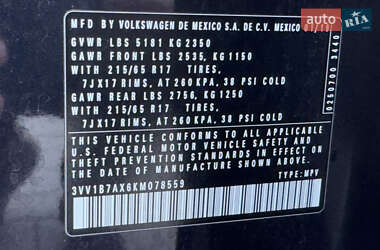 MFD BY VOLKSWAGEN DE MEXICO S.A. DE C.V. MEXICO
GVWR LBS 5181 KG 2350
GAWR FRONT LBS 2535, KG 1150
WITH 215/65 R17 TIRES,
7JX17 RIMS, AT 260 KPA, 38 PSI COLD
GAWR REAR LBS 2756, KG 1250
WITH 215/65 R17 TIRES,
7JX17 RIMS, AT 260 KPA, 38 PSI COLD
THIS VEHICLE CONFORMS TO ALL APPLICABLE
U.S. FEDERAL MOTOR VEHICLE SAFETY AND
THEFT PREVENTION STANDARDS IN EFFECT ON
THE DATE OF MANUFACTURE SHOWN ABOVE.
3VV1B7AX6KM078559 TYPE: MPV
0250700 3440
AUTO RIA